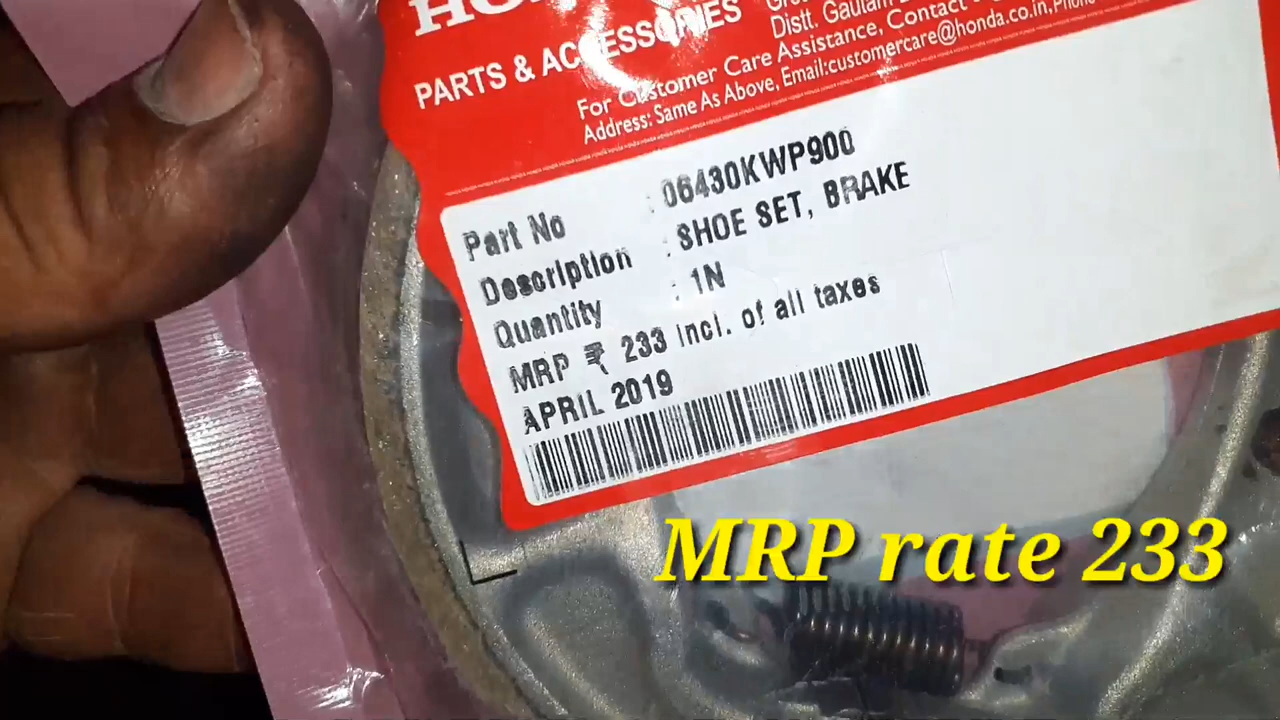 PARTS & ACCESSORIES
Distt.
For Customer Care Assistance, Contact
Address: Same As Above, Email:customercare@honda.co.in,
Part No : 06430KWP900
Description : SHOE SET, BRAKE
Quantity : 1N
MRP ₹ 233 incl. of all taxes
APRIL 2019
MRP rate 233